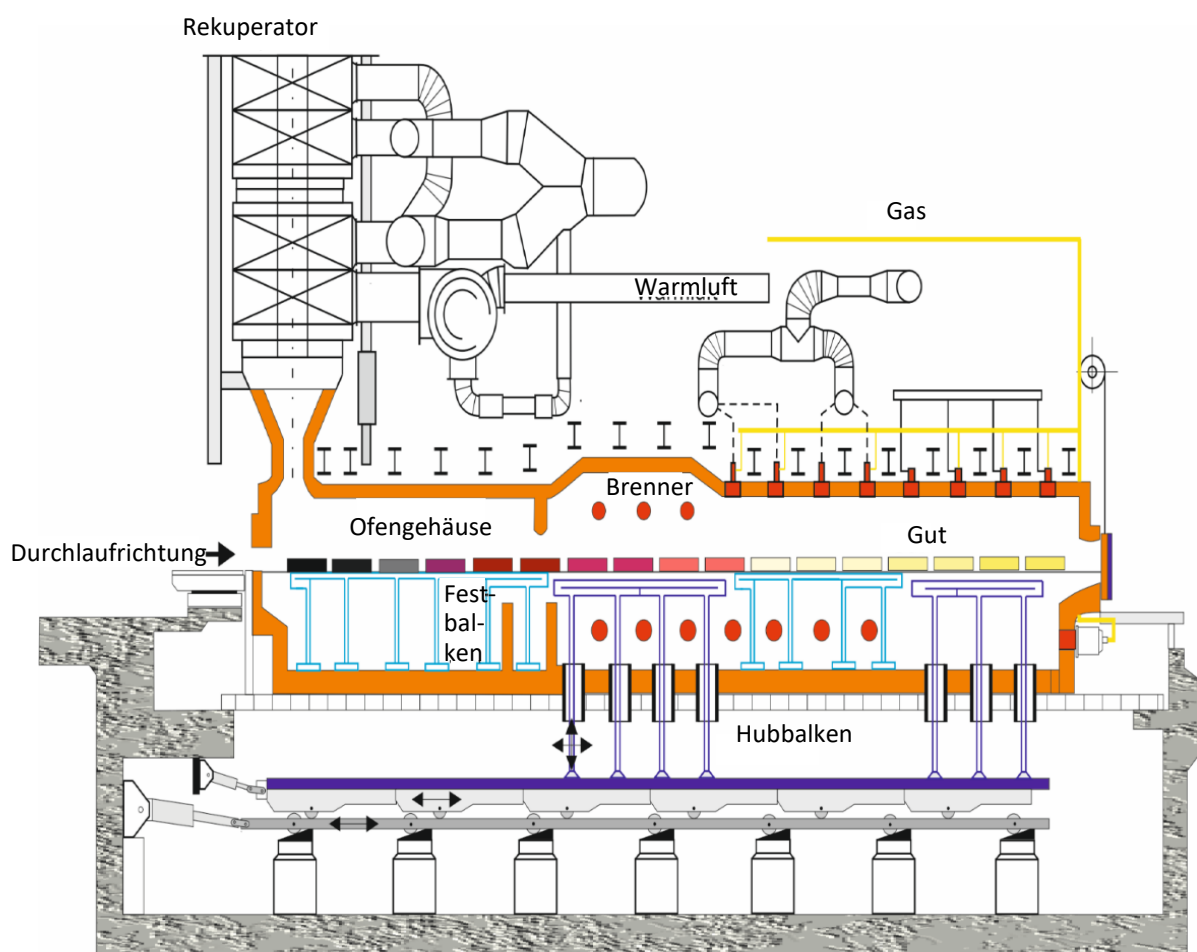 Rekuperator
Gas
Warmluft
Brenner
Ofengehäuse
Gut
Durchlaufrichtung
Fest-
bal-
ken
Hubbalken